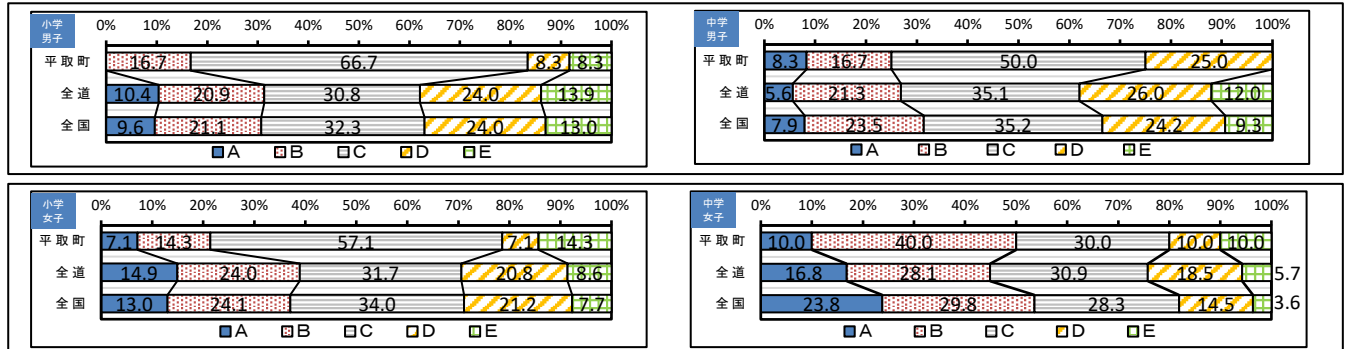 小学
男子
0% 10% 20% 30% 40% 50% 60% 70% 80% 90% 100%
平取町 16.7 66.7 8.3 8.3
全道 10.4 20.9 30.8 24.0 13.9
全国 9.6 21.1 32.3 24.0 13.0
A B C D E
中学
男子
0% 10% 20% 30% 40% 50% 60% 70% 80% 90% 100%
平取町 8.3 16.7 50.0 25.0
全道 5.6 21.3 35.1 26.0 12.0
全国 7.9 23.5 35.2 24.2 9.3
A B C D E
小学
女子
0% 10% 20% 30% 40% 50% 60% 70% 80% 90% 100%
平取町 7.1 14.3 57.1 7.1 14.3
全道 14.9 24.0 31.7 20.8 8.6
全国 13.0 24.1 34.0 21.2 7.7
A B C D E
中学
女子
0% 10% 20% 30% 40% 50% 60% 70% 80% 90% 100%
平取町 10.0 40.0 30.0 10.0 10.0
全道 16.8 28.1 30.9 18.5 5.7
全国 23.8 29.8 28.3 14.5 3.6
A B C D E